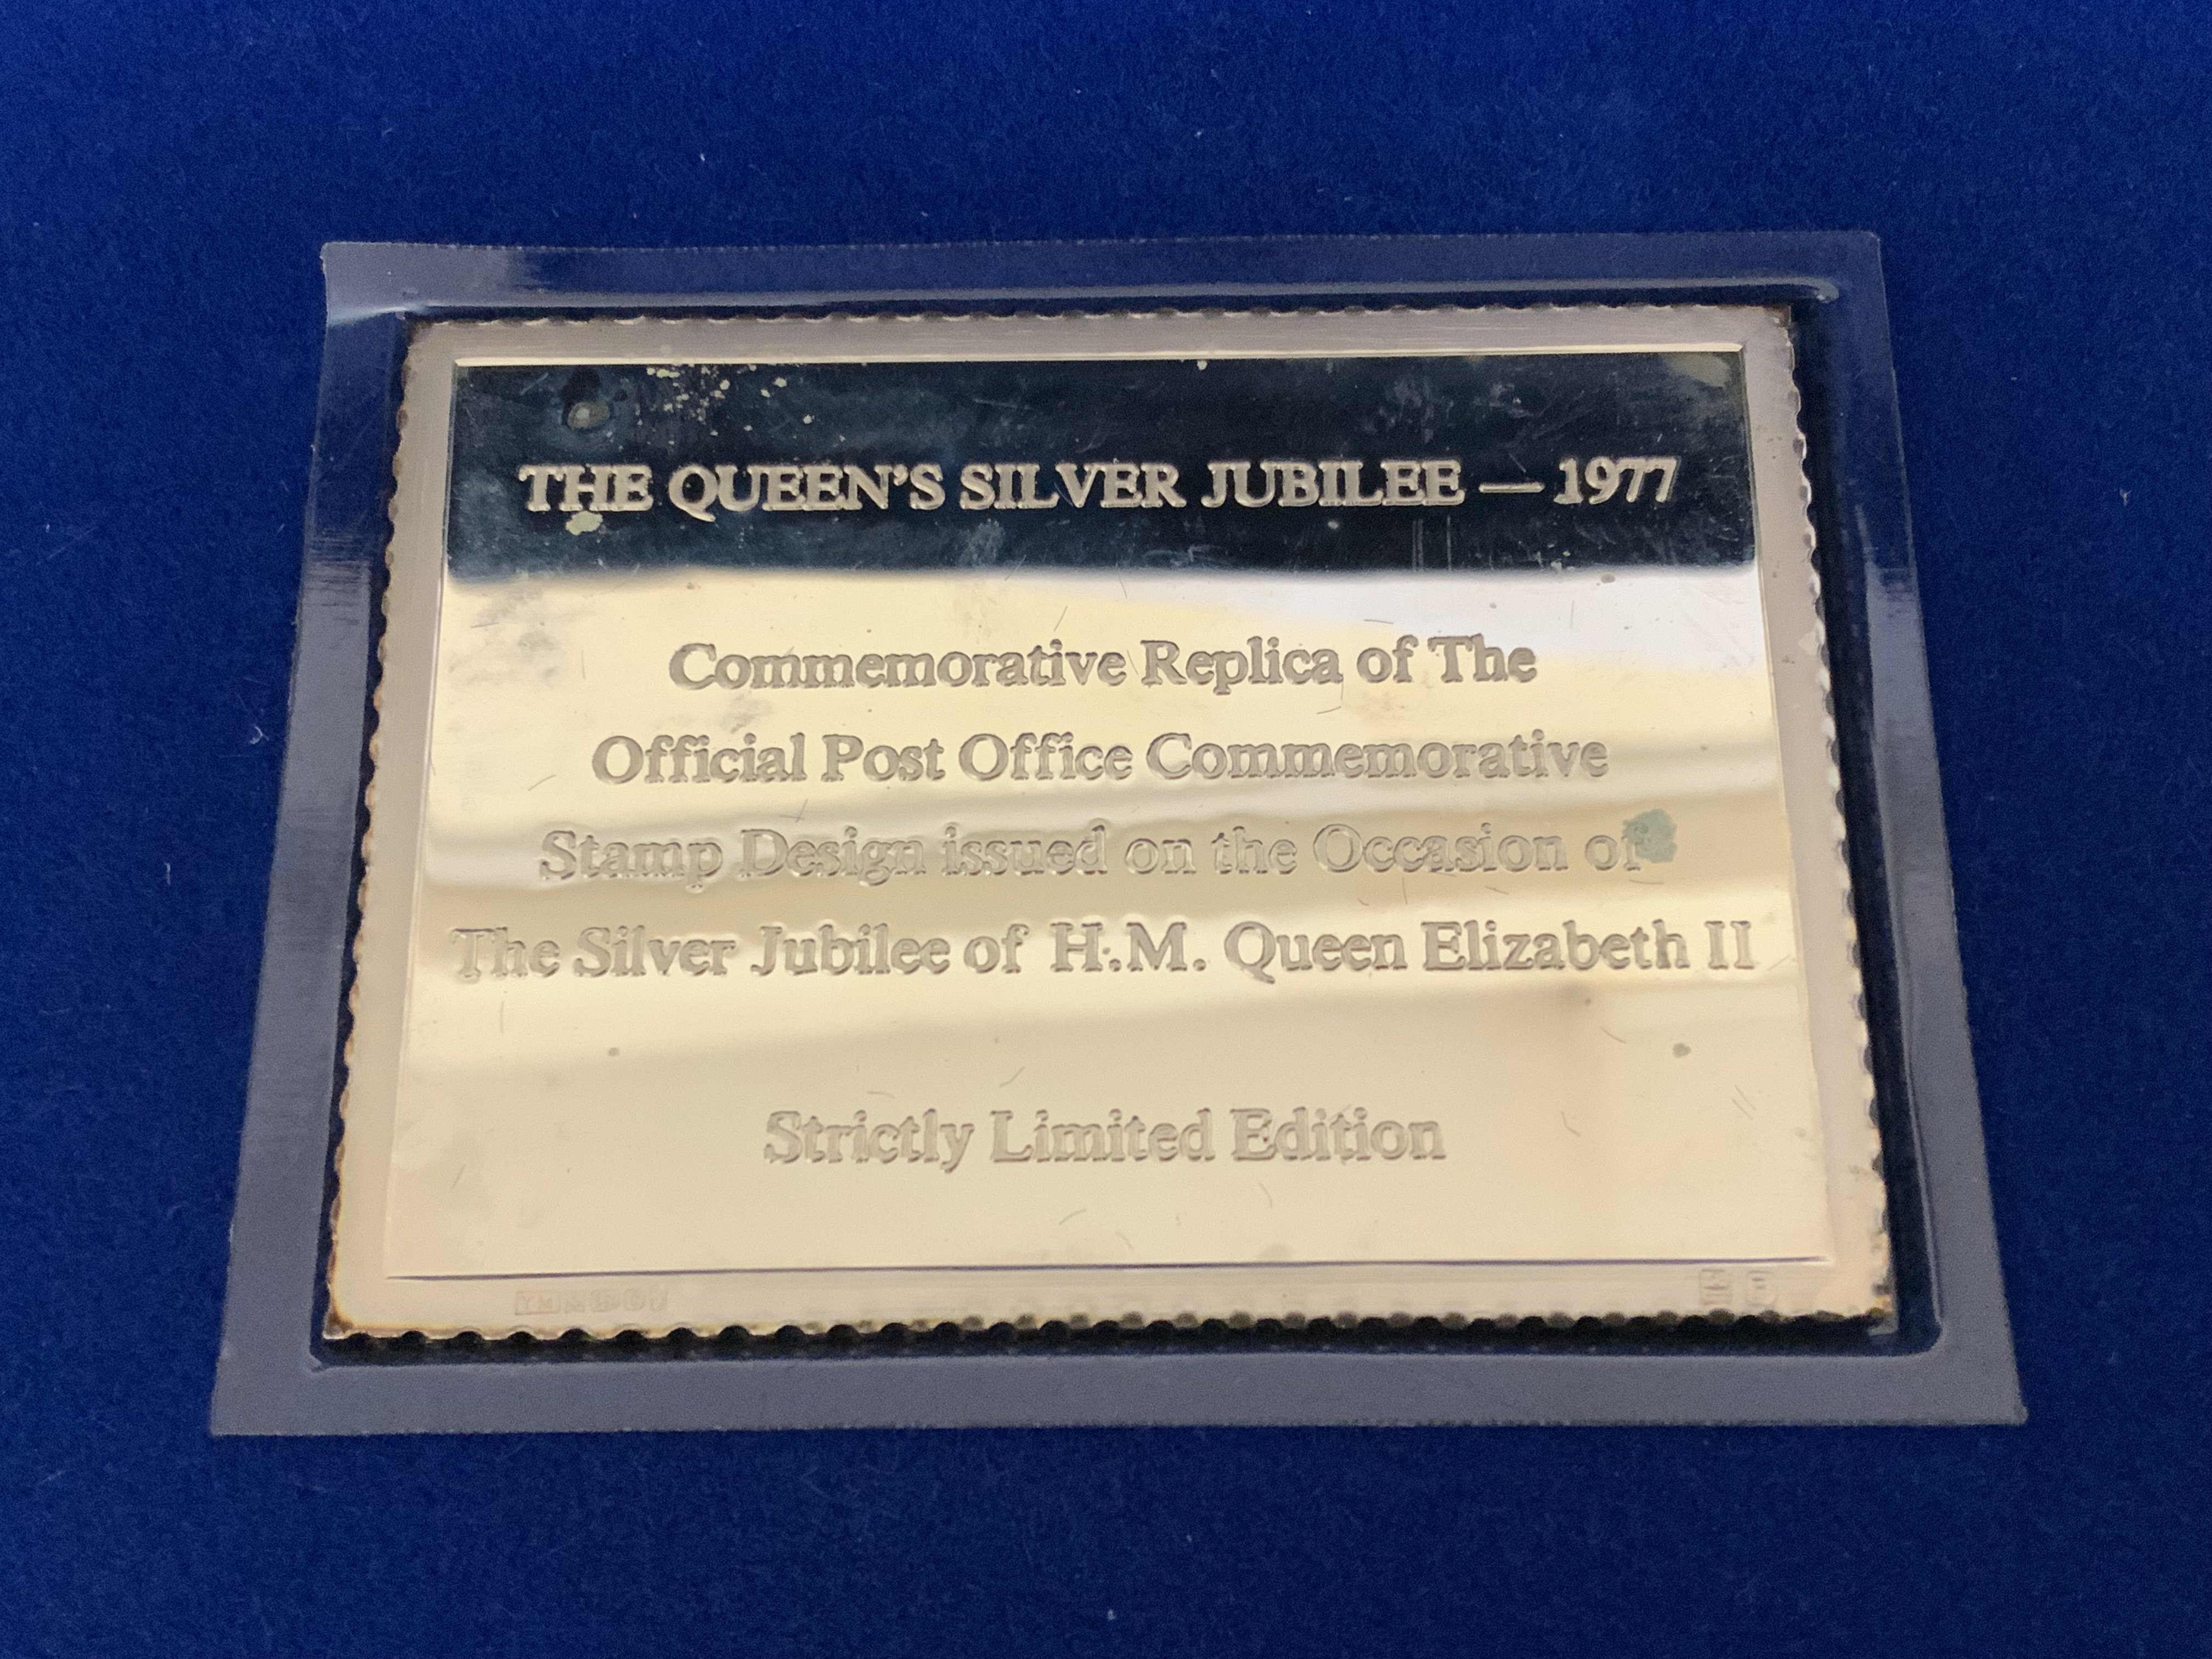 THE QUEEN'S SILVER JUBILEE — 1977
Commemorative Replica of The
Official Post Office Commemorative
Stamp Design issued on the Occasion of
The Silver Jubilee of H.M. Queen Elizabeth II
Strictly Limited Edition